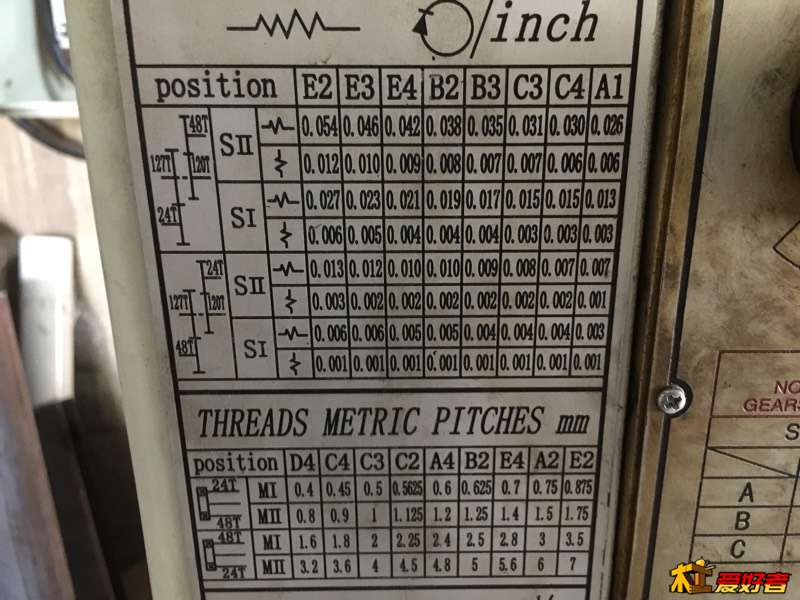 /inch
position E2 E3 E4 B2 B3 C3 C4 A1
48T 127T 120T 24T
SII 0.054 0.046 0.042 0.038 0.035 0.031 0.030 0.026
0.012 0.010 0.009 0.008 0.007 0.007 0.006 0.006
SI 0.027 0.023 0.021 0.019 0.017 0.015 0.015 0.013
0.006 0.005 0.004 0.004 0.004 0.003 0.003 0.003
24T 127T 120T 48T
SII 0.013 0.012 0.010 0.010 0.009 0.008 0.007 0.007
0.003 0.002 0.002 0.002 0.002 0.002 0.002 0.001
SI 0.006 0.006 0.005 0.005 0.004 0.004 0.004 0.003
0.001 0.001 0.001 0.001 0.001 0.001 0.001 0.001
THREADS METRIC PITCHES mm
position D4 C4 C3 C2 A4 B2 E4 A2 E2
24T MI 0.4 0.45 0.5 0.5625 0.6 0.625 0.7 0.75 0.875
48T MII 0.8 0.9 1 1.125 1.2 1.25 1.4 1.5 1.75
48T MI 1.6 1.8 2 2.25 2.4 2.5 2.8 3 3.5
24T MII 3.2 3.6 4 4.5 4.8 5 5.6 6 7
NO
GEARS
S
A
B
C
爱好者